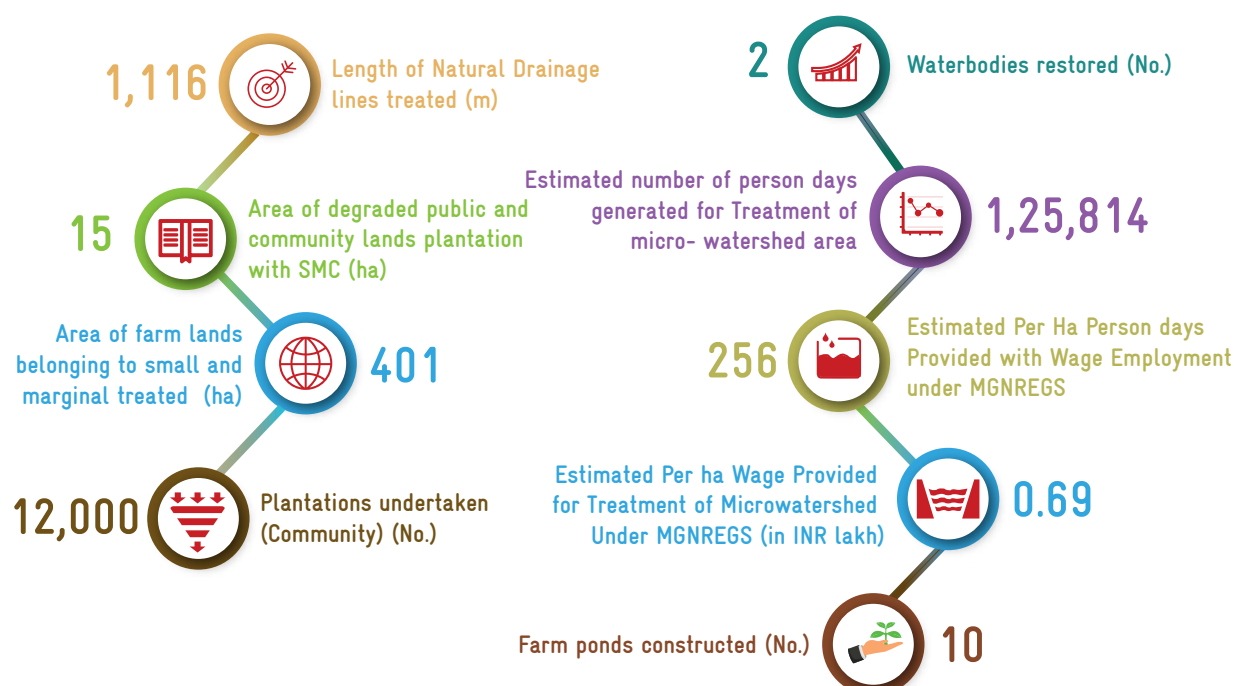 1,116
Length of Natural Drainage
lines treated (m)
15
Area of degraded public and
community lands plantation
with SMC (ha)
Area of farm lands
belonging to small and
marginal treated (ha)
401
12,000
Plantations undertaken
(Community) (No.)
2
Waterbodies restored (No.)
Estimated number of person days
generated for Treatment of
micro- watershed area
1,25,814
256
Estimated Per Ha Person days
Provided with Wage Employment
under MGNREGS
Estimated Per ha Wage Provided
for Treatment of Microwatershed
Under MGNREGS (in INR lakh)
0.69
Farm ponds constructed (No.)
10